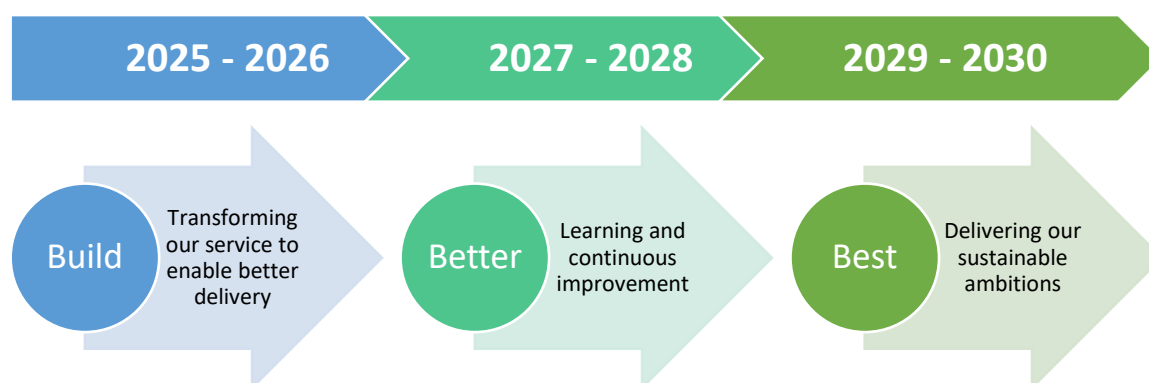 2025 - 2026
2027 - 2028
2029 - 2030
Build
Transforming
our service to
enable better
delivery
Better
Learning and
continuous
improvement
Best
Delivering our
sustainable
ambitions